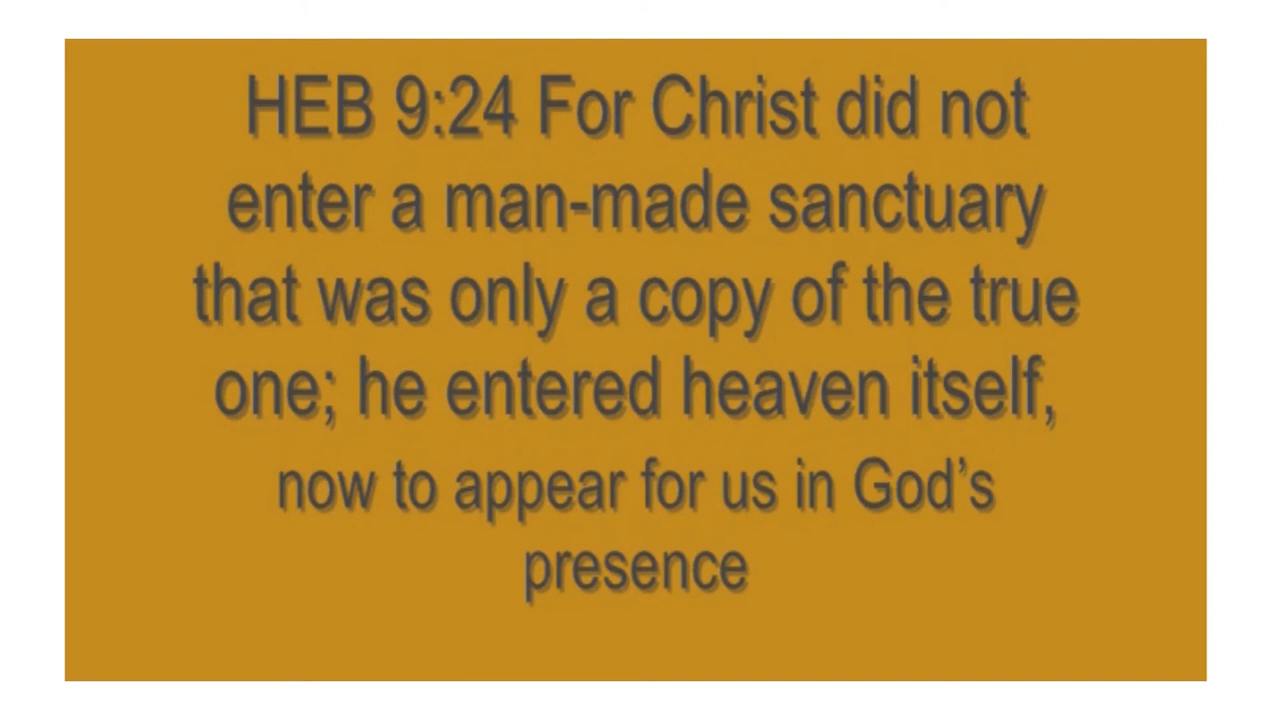 HEB 9:24 For Christ did not
enter a man-made sanctuary
that was only a copy of the true
one; he entered heaven itself,
now to appear for us in God’s
presence